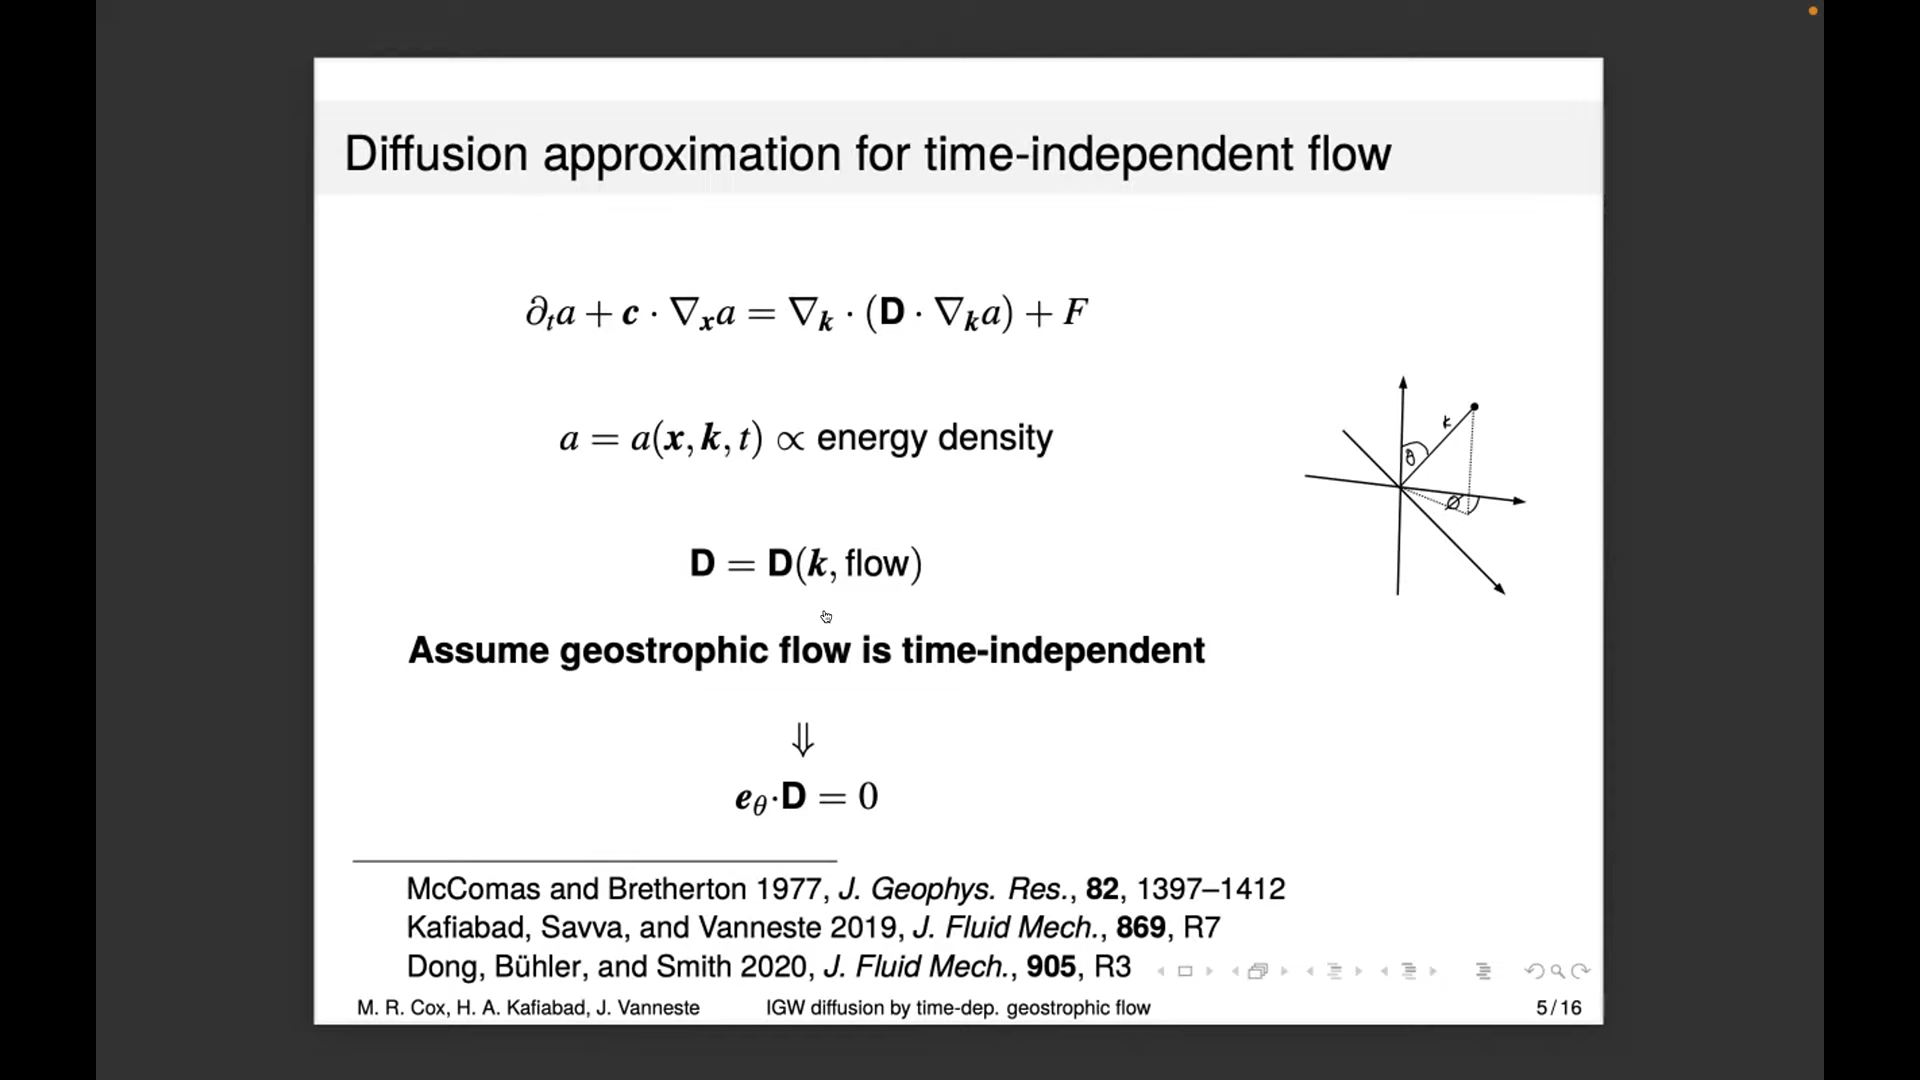 Diffusion approximation for time-independent flow
∂ₜa + c · ∇ₓa = ∇ₖ · (D · ∇ₖa) + F
a = a(x, k, t) ∝ energy density
k
θ
ø
D = D(k, flow)
Assume geostrophic flow is time-independent
⇓
e_θ·D = 0
McComas and Bretherton 1977, J. Geophys. Res., 82, 1397–1412
Kafiabad, Savva, and Vanneste 2019, J. Fluid Mech., 869, R7
Dong, Bühler, and Smith 2020, J. Fluid Mech., 905, R3
M. R. Cox, H. A. Kafiabad, J. Vanneste IGW diffusion by time-dep. geostrophic flow 5 / 16